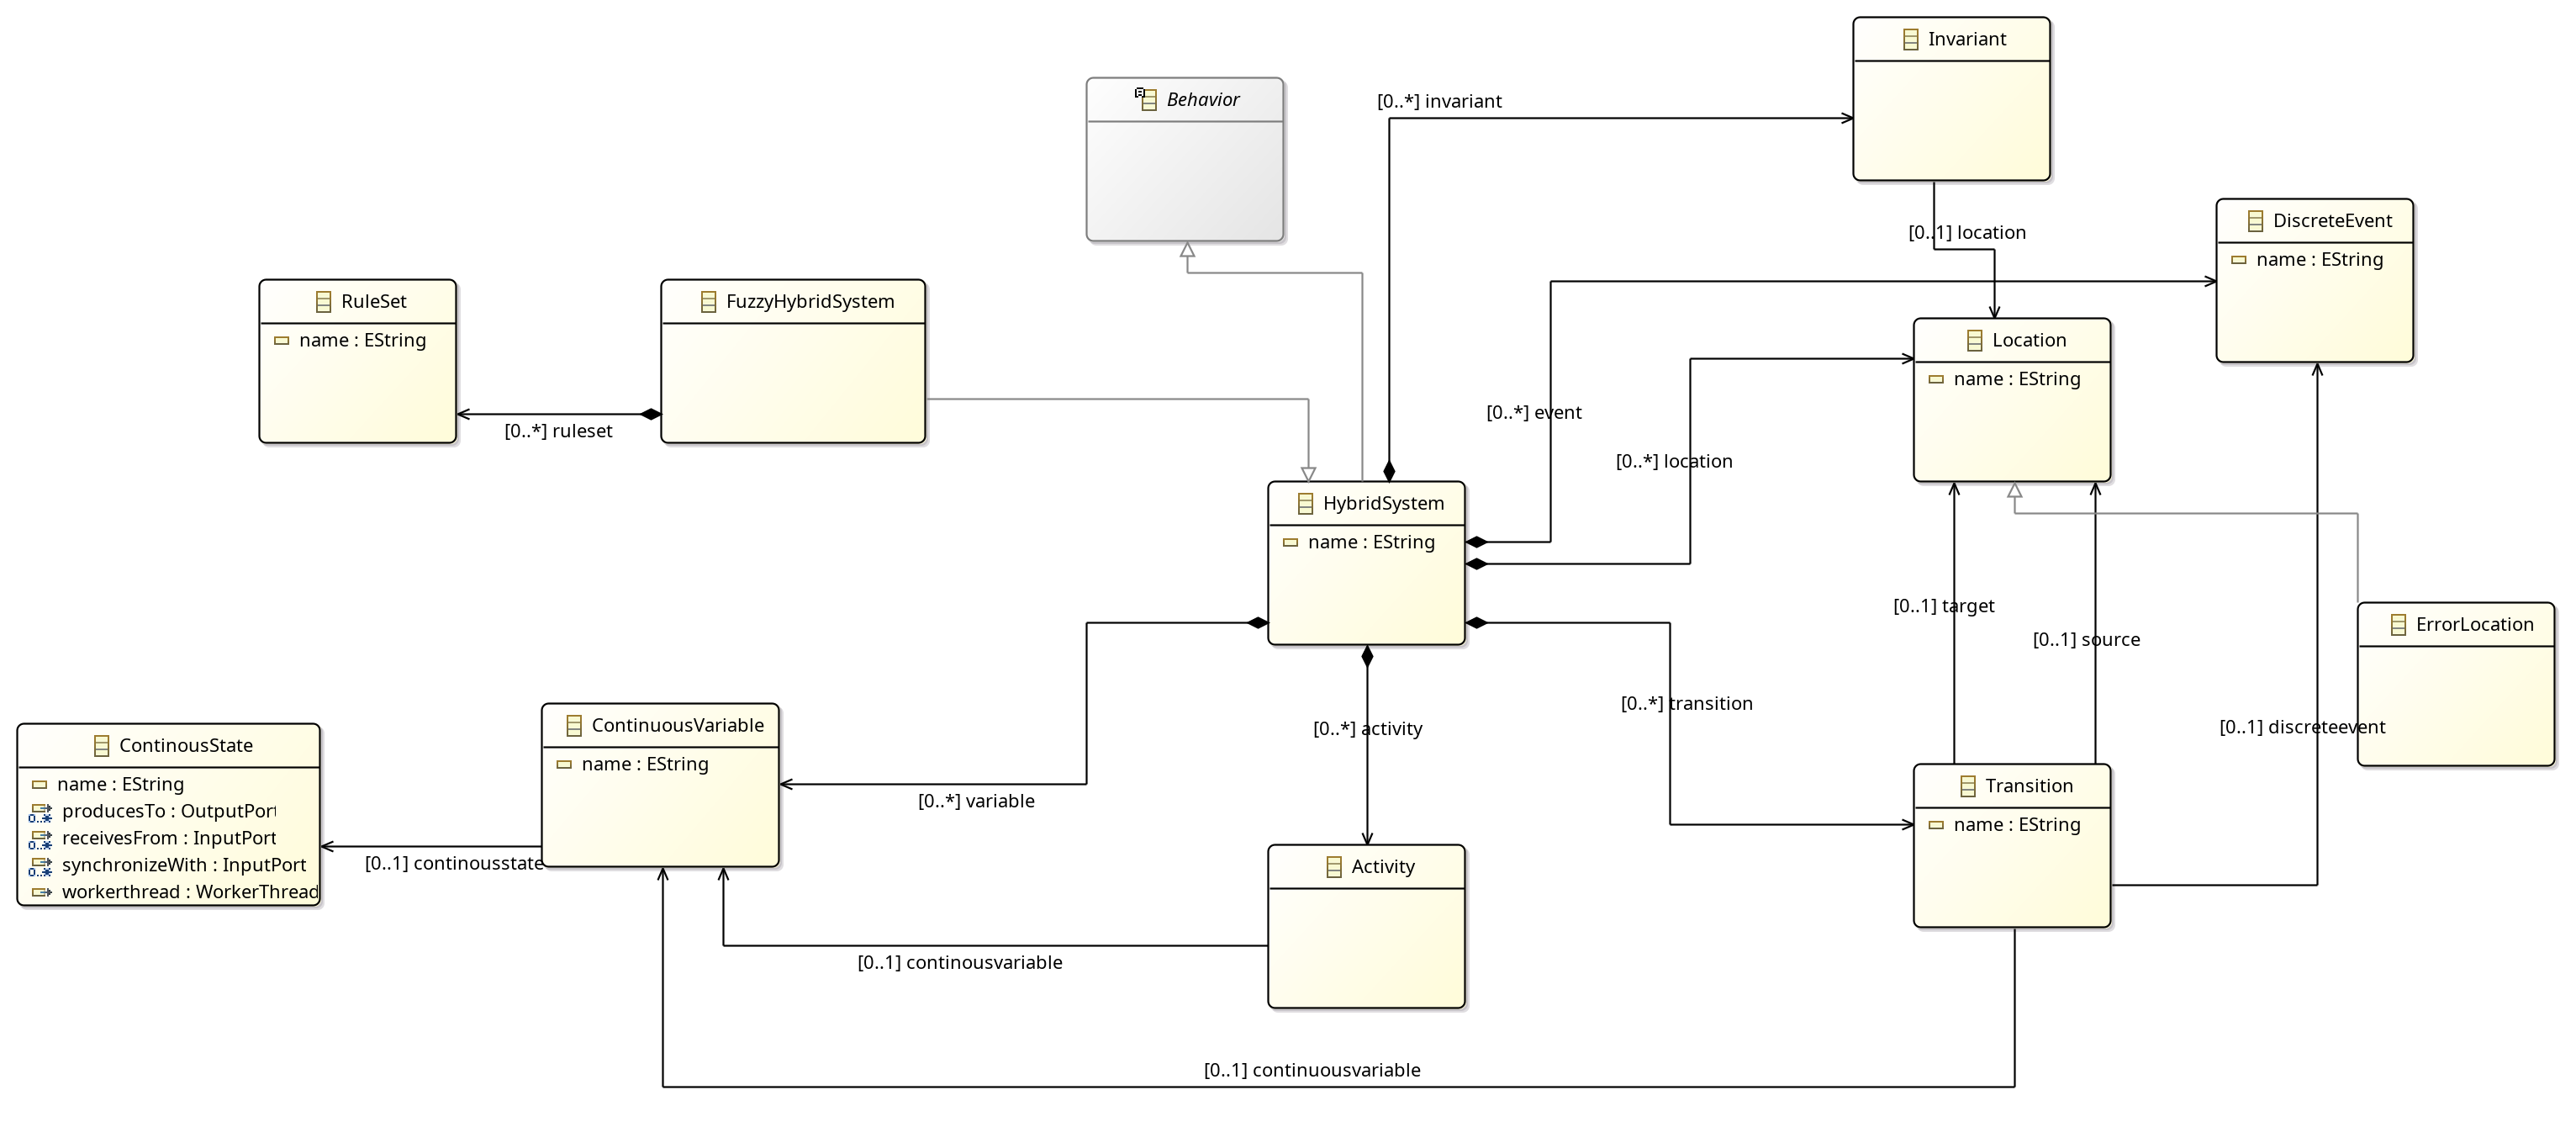 Invariant
Behavior
[0..*] invariant
DiscreteEvent
name : EString
[0..1] location
RuleSet
name : EString
FuzzyHybridSystem
Location
name : EString
[0..*] event
[0..*] ruleset
[0..*] location
HybridSystem
name : EString
[0..1] target
[0..1] source
ErrorLocation
[0..*] transition
[0..*] activity
[0..1] discreteevent
ContinuousVariable
name : EString
ContinousState
name : EString
producesTo : OutputPort
receivesFrom : InputPort
synchronizeWith : InputPort
workerthread : WorkerThread
0..*
0..*
0..*
[0..*] variable
Transition
name : EString
[0..1] continousstate
Activity
[0..1] continousvariable
[0..1] continuousvariable